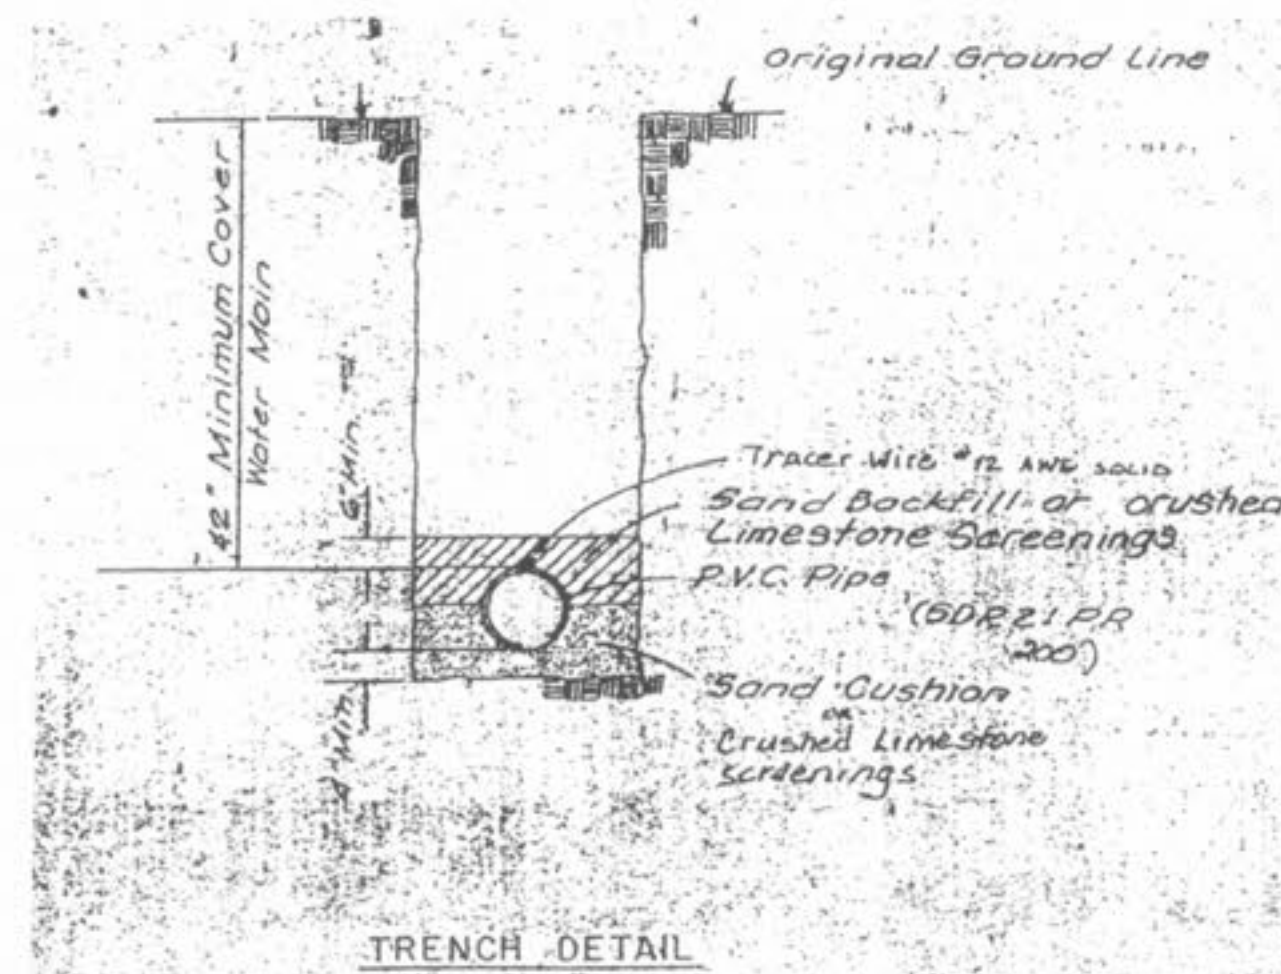 Original Ground Line
42" Minimum Cover
Water Main
6" Min.
Tracer Wire #12 AWG SOLID
Sand Backfill or crushed
Limestone Screenings
P.V.C. Pipe
(SDR 21 PR
200)
Sand Cushion
OR
Crushed Limestone
screenings
4" Min.
TRENCH DETAIL